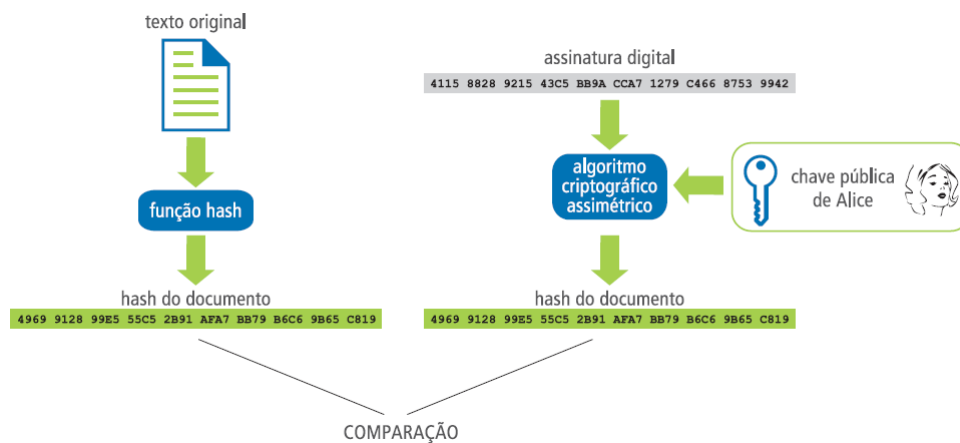 texto original
função hash
hash do documento
4969 9128 99E5 55C5 2B91 AFA7 BB79 B6C6 9B65 C819
assinatura digital
4115 8828 9215 43C5 BB9A CCA7 1279 C466 8753 9942
algoritmo
criptográfico
assimétrico
chave pública
de Alice
hash do documento
4969 9128 99E5 55C5 2B91 AFA7 BB79 B6C6 9B65 C819
COMPARAÇÃO